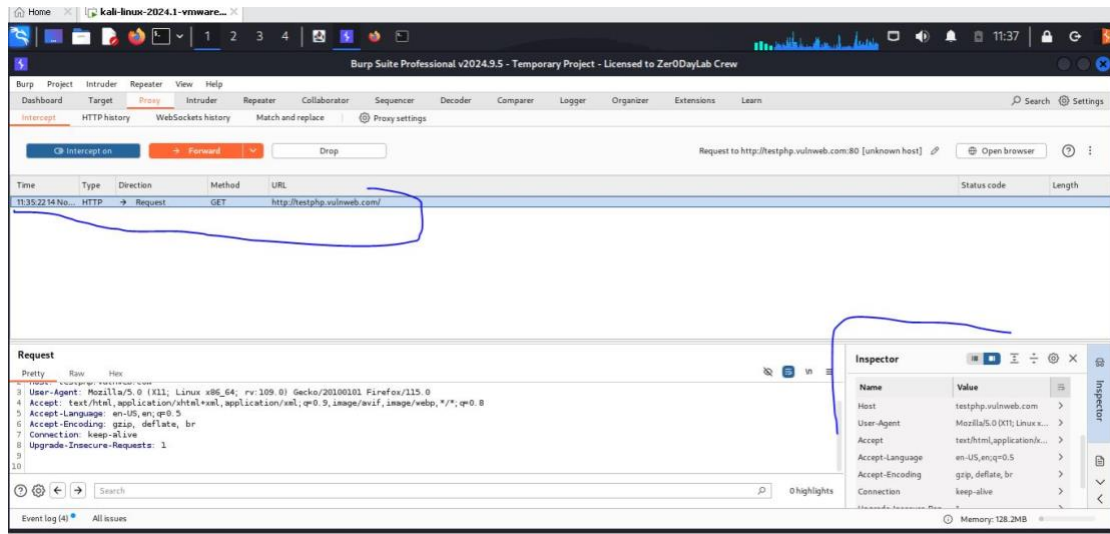 Home kali-linux-2024.1-vmware...
1 2 3 4 11:37
Burp Suite Professional v2024.9.5 - Temporary Project - Licensed to Zer0DayLab Crew
Burp Project Intruder Repeater View Help
Dashboard Target Proxy Intruder Repeater Collaborator Sequencer Decoder Comparer Logger Organizer Extensions Learn Search Settings
Intercept HTTP history WebSockets history Match and replace Proxy settings
Intercept on Forward Drop Request to http://testphp.vulnweb.com:80 [unknown host] Open browser
Time Type Direction Method URL Status code Length
11:35:22 14 No... HTTP → Request GET http://testphp.vulnweb.com/
Request
Pretty Raw Hex
3 User-Agent: Mozilla/5.0 (X11; Linux x86_64; rv:109.0) Gecko/20100101 Firefox/115.0
4 Accept: text/html,application/xhtml+xml,application/xml;q=0.9,image/avif,image/webp,*/*;q=0.8
5 Accept-Language: en-US,en;q=0.5
6 Accept-Encoding: gzip, deflate, br
7 Connection: keep-alive
8 Upgrade-Insecure-Requests: 1
9
10
Search 0 highlights
Inspector
Name Value
Host testphp.vulnweb.com
User-Agent Mozilla/5.0 (X11; Linux x...
Accept text/html,application/x...
Accept-Language en-US,en;q=0.5
Accept-Encoding gzip, deflate, br
Connection keep-alive
Inspector
Event log (4) All issues Memory: 128.2MB